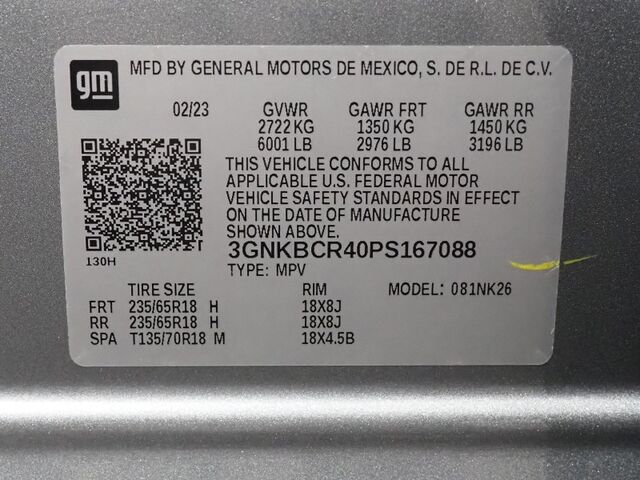 gm MFD BY GENERAL MOTORS DE MEXICO, S. DE R.L. DE C.V.
02/23 GVWR GAWR FRT GAWR RR
2722 KG 1350 KG 1450 KG
6001 LB 2976 LB 3196 LB
THIS VEHICLE CONFORMS TO ALL
APPLICABLE U.S. FEDERAL MOTOR
VEHICLE SAFETY STANDARDS IN EFFECT
ON THE DATE OF MANUFACTURE
SHOWN ABOVE.
3GNKBCR40PS167088
130H
TYPE: MPV
TIRE SIZE RIM MODEL: 081NK26
FRT 235/65R18 H 18X8J
RR 235/65R18 H 18X8J
SPA T135/70R18 M 18X4.5B